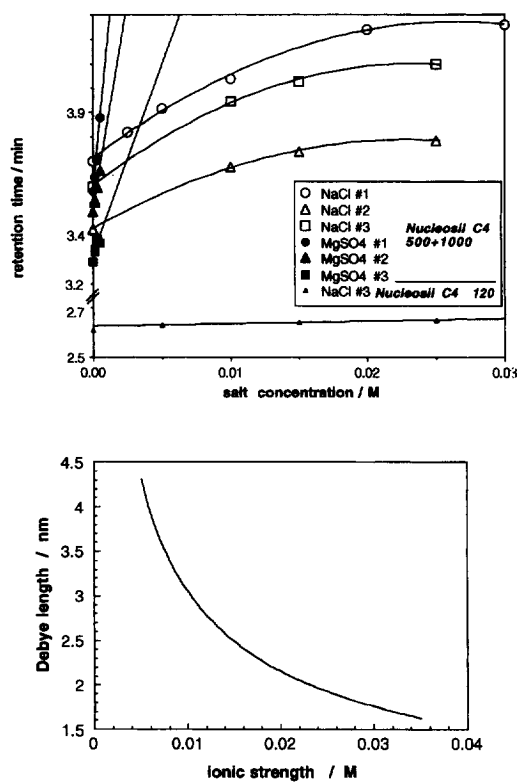 retention time / min
3.9
3.4
3.2
2.7
2.5
NaCl #1
NaCl #2
NaCl #3
MgSO4 #1
MgSO4 #2
MgSO4 #3
NaCl #3
Nucleosil C4
500+1000
Nucleosil C4 120
0.00
0.01
0.02
salt concentration / M
Debye length / nm
4.5
4
3.5
3
2.5
2
1.5
0
0.01
0.02
0.03
0.04
ionic strength / M